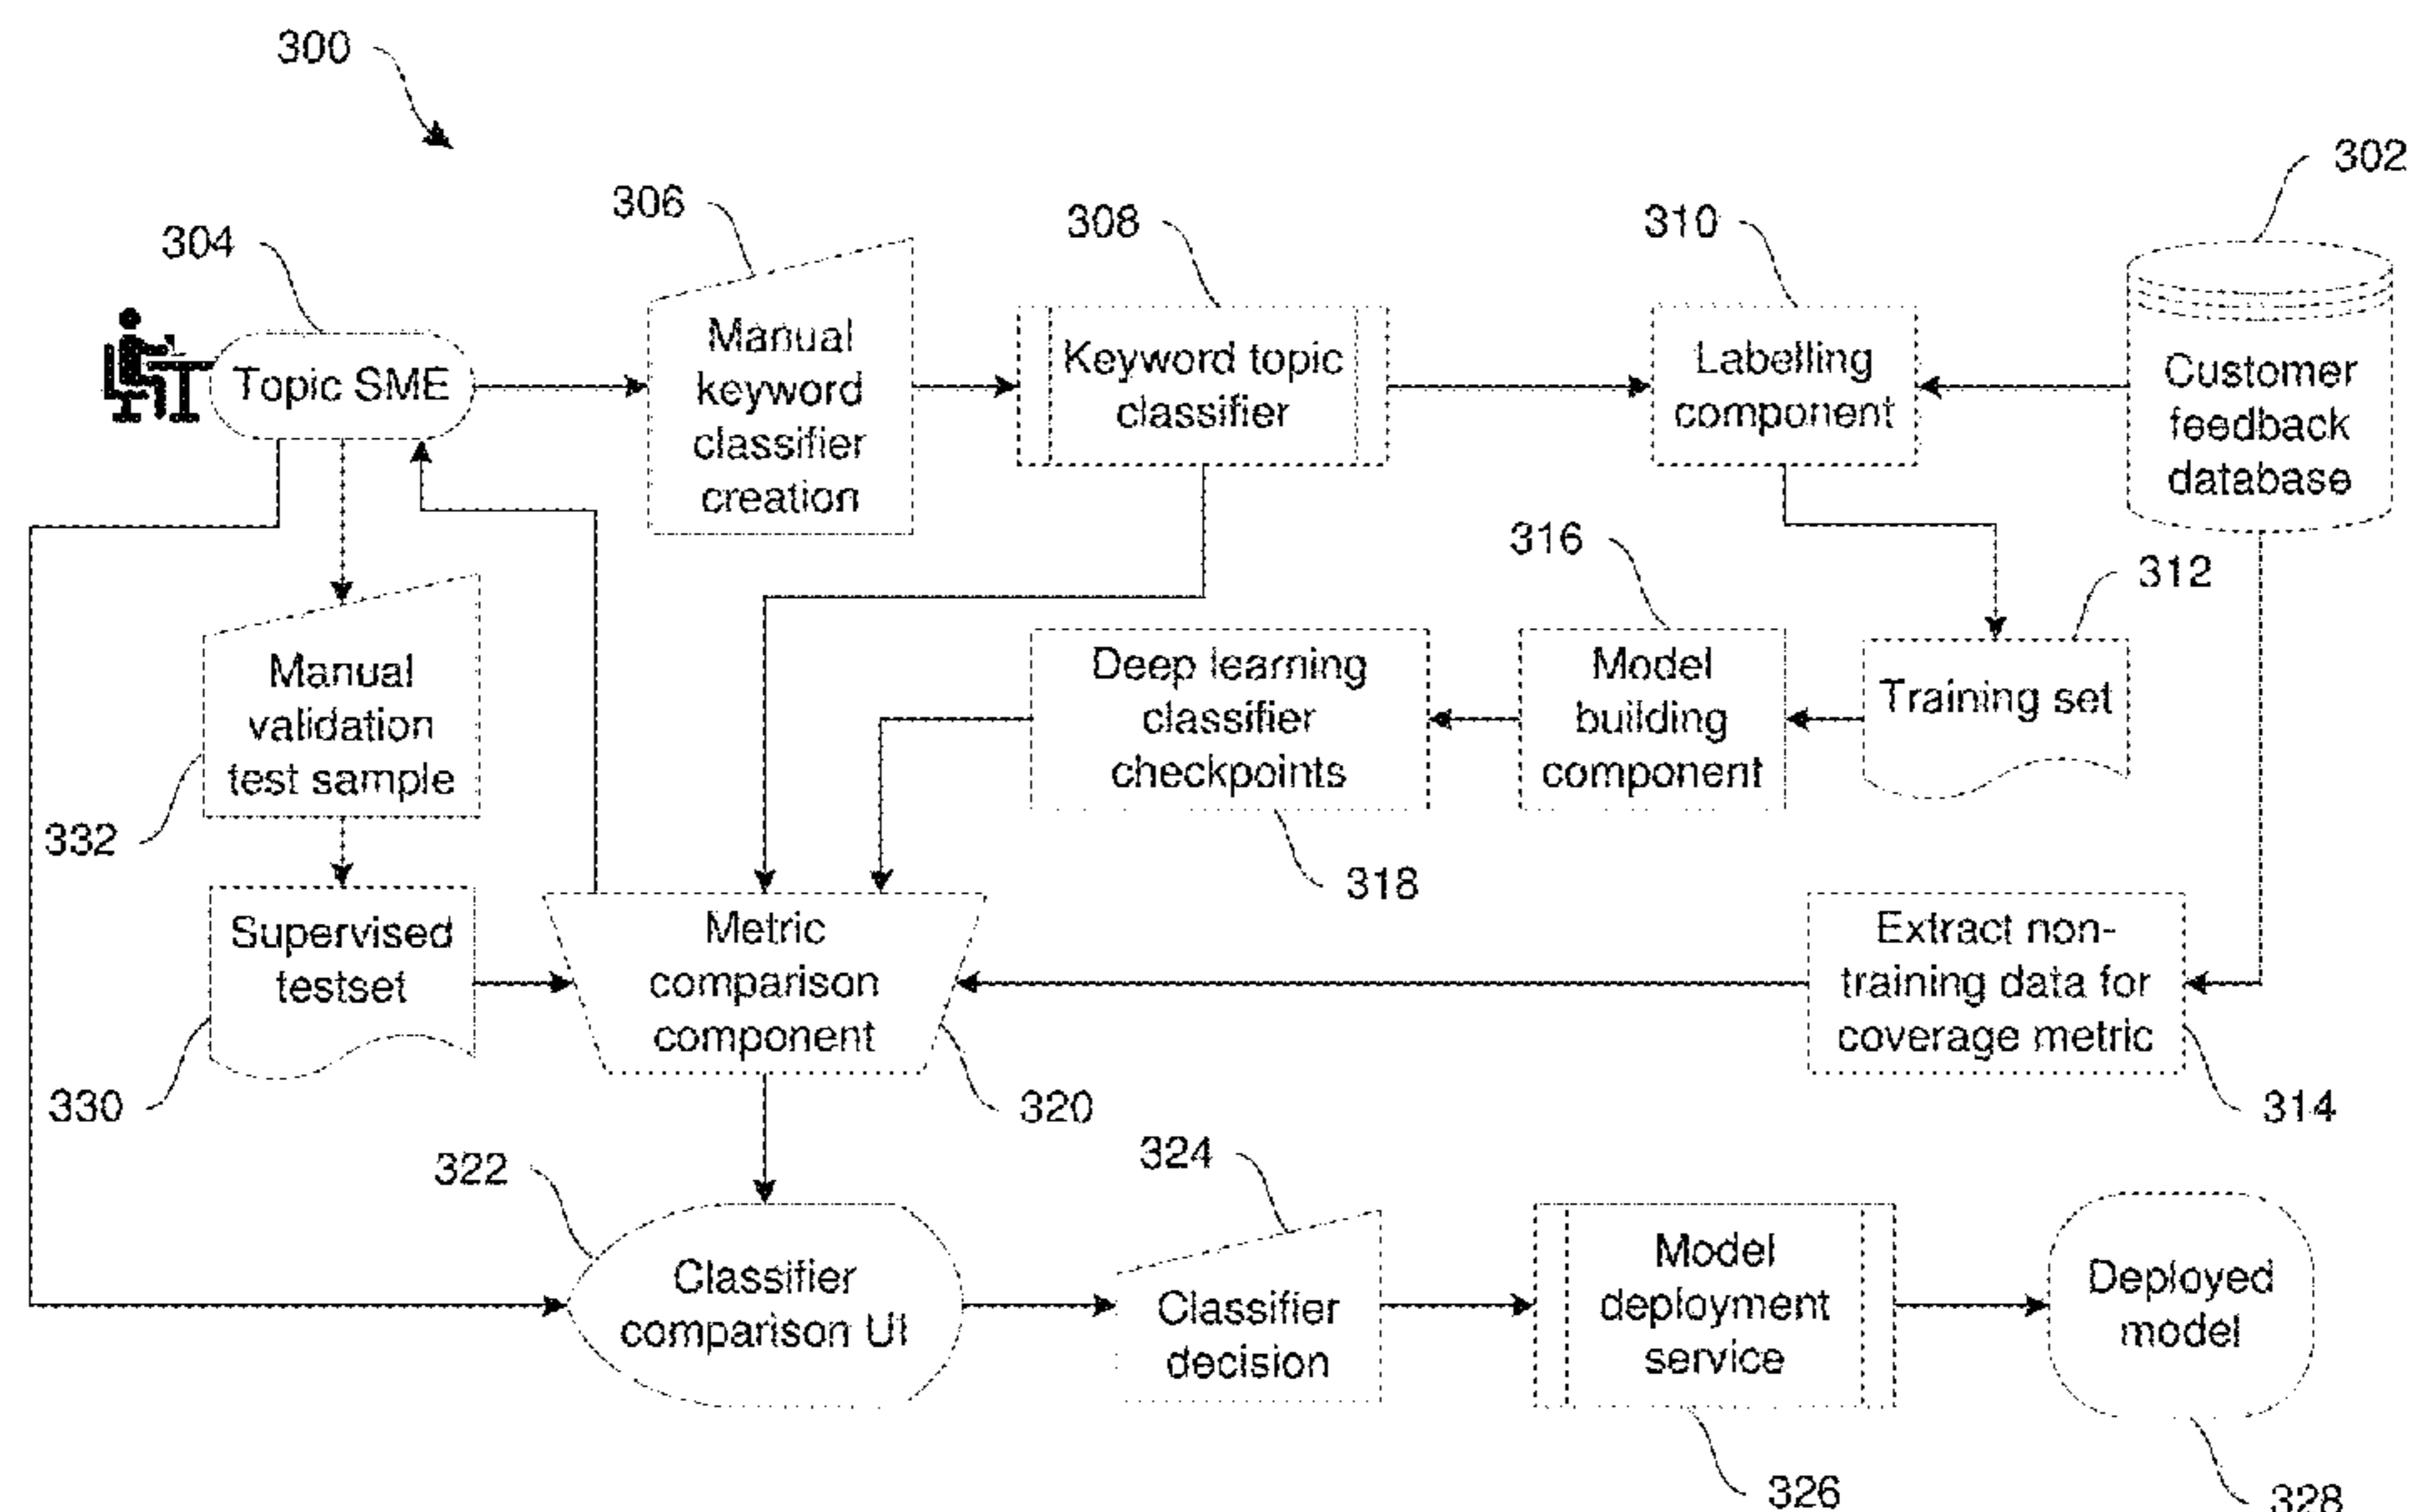 300
302
306
308
310
304
Manual
keyword
classifier
creation
Keyword topic
classifier
Labelling
component
Customer
feedback
database
Topic SME
316
312
Manual
validation
test sample
Deep learning
classifier
checkpoints
Model
building
component
Training set
332
318
Supervised
testset
Metric
comparison
component
Extract non-
training data for
coverage metric
330
320
314
322
324
Classifier
comparison UI
Classifier
decision
Model
deployment
service
Deployed
model
326
328